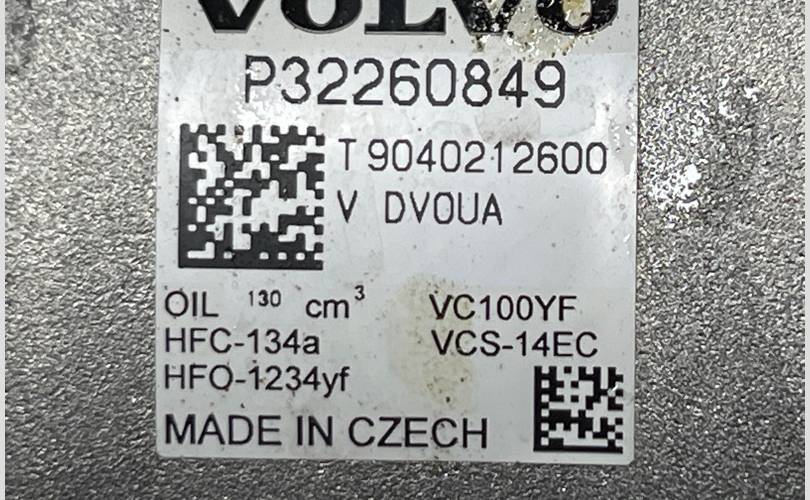 VOLVO
P32260849
T 9040212600
V DV0UA
OIL 130 cm³ VC100YF
HFC-134a VCS-14EC
HFO-1234yf
MADE IN CZECH